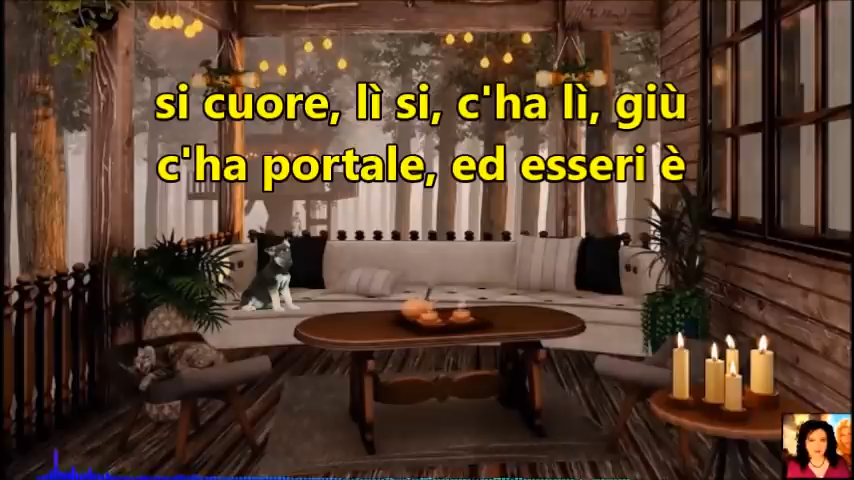 si cuore, lì si, c'ha lì, giù
c'ha portale, ed esseri è